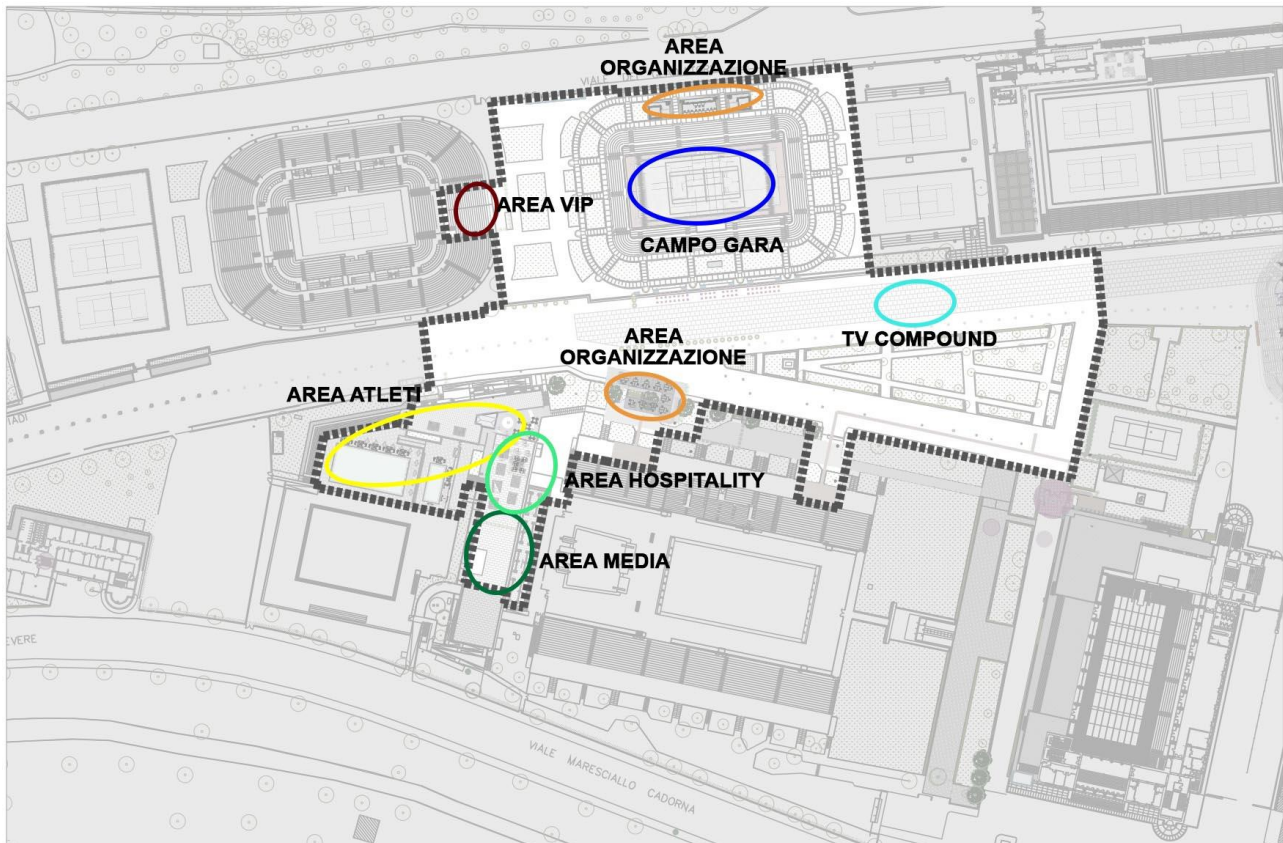 AREA
ORGANIZZAZIONE
AREA VIP
CAMPO GARA
TV COMPOUND
AREA
ORGANIZZAZIONE
AREA ATLETI
AREA HOSPITALITY
AREA MEDIA
VIALE MARESCIALLO CADORNA